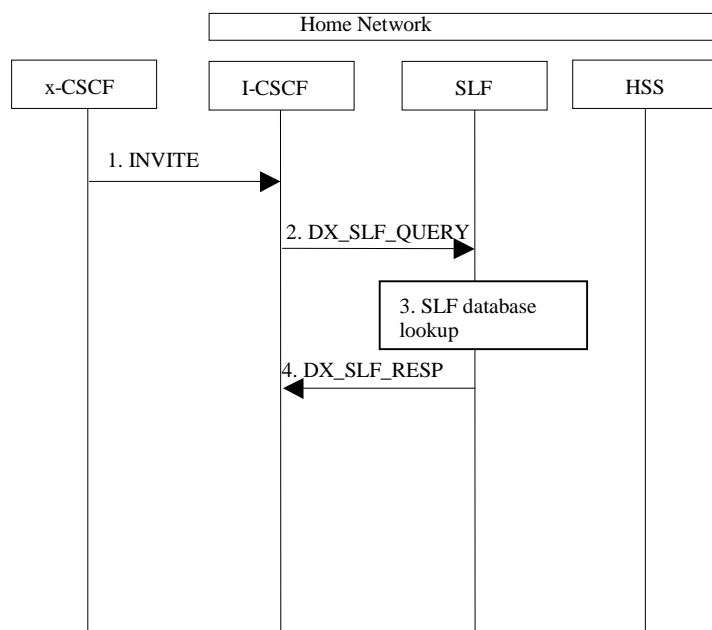 Home Network
x-CSCF
I-CSCF
SLF
HSS
1. INVITE
2. DX_SLF_QUERY
3. SLF database
lookup
4. DX_SLF_RESP